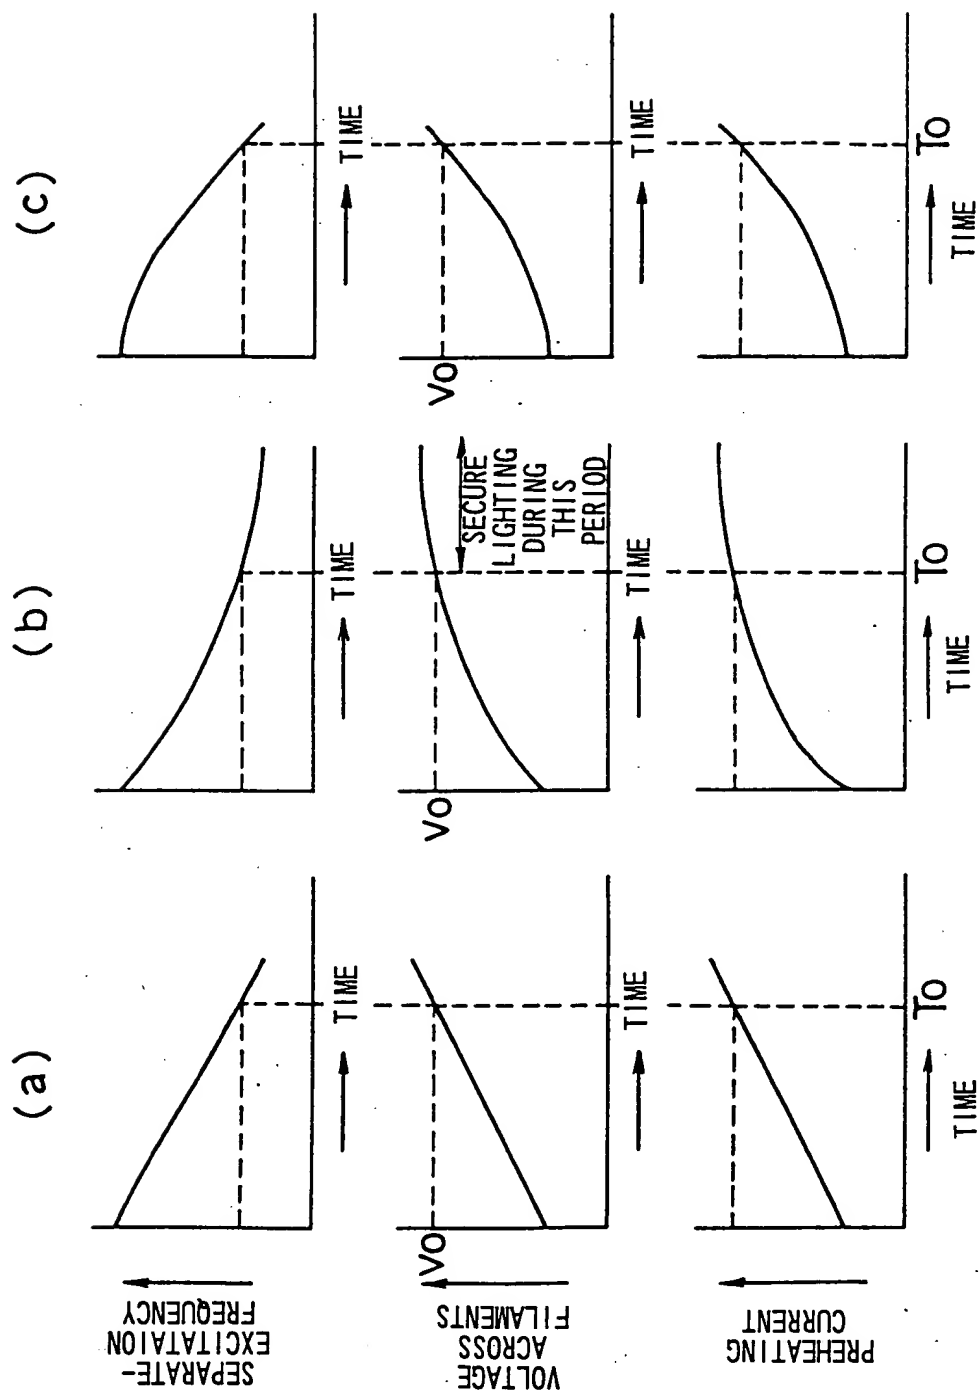 (a)
(b)
(c)
SEPARATE-
EXCITATAION
FREQUENCY
TIME
TIME
TIME
VOLTAGE
ACROSS
FILAMENTS
Vo
Vo
Vo
SECURE
LIGHTING
DURING
THIS
PERIOD
TIME
TIME
TIME
PREHEATING
CURRENT
To
To
To
TIME
TIME
TIME